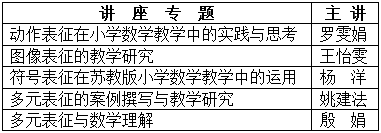 讲 座 专 题 主 讲
动作表征在小学数学教学中的实践与思考 罗雯娟
图像表征的教学研究 王怡雯
符号表征在苏教版小学数学教学中的运用 杨 洋
多元表征的案例撰写与教学研究 姚建法
多元表征与数学理解 殷 娟